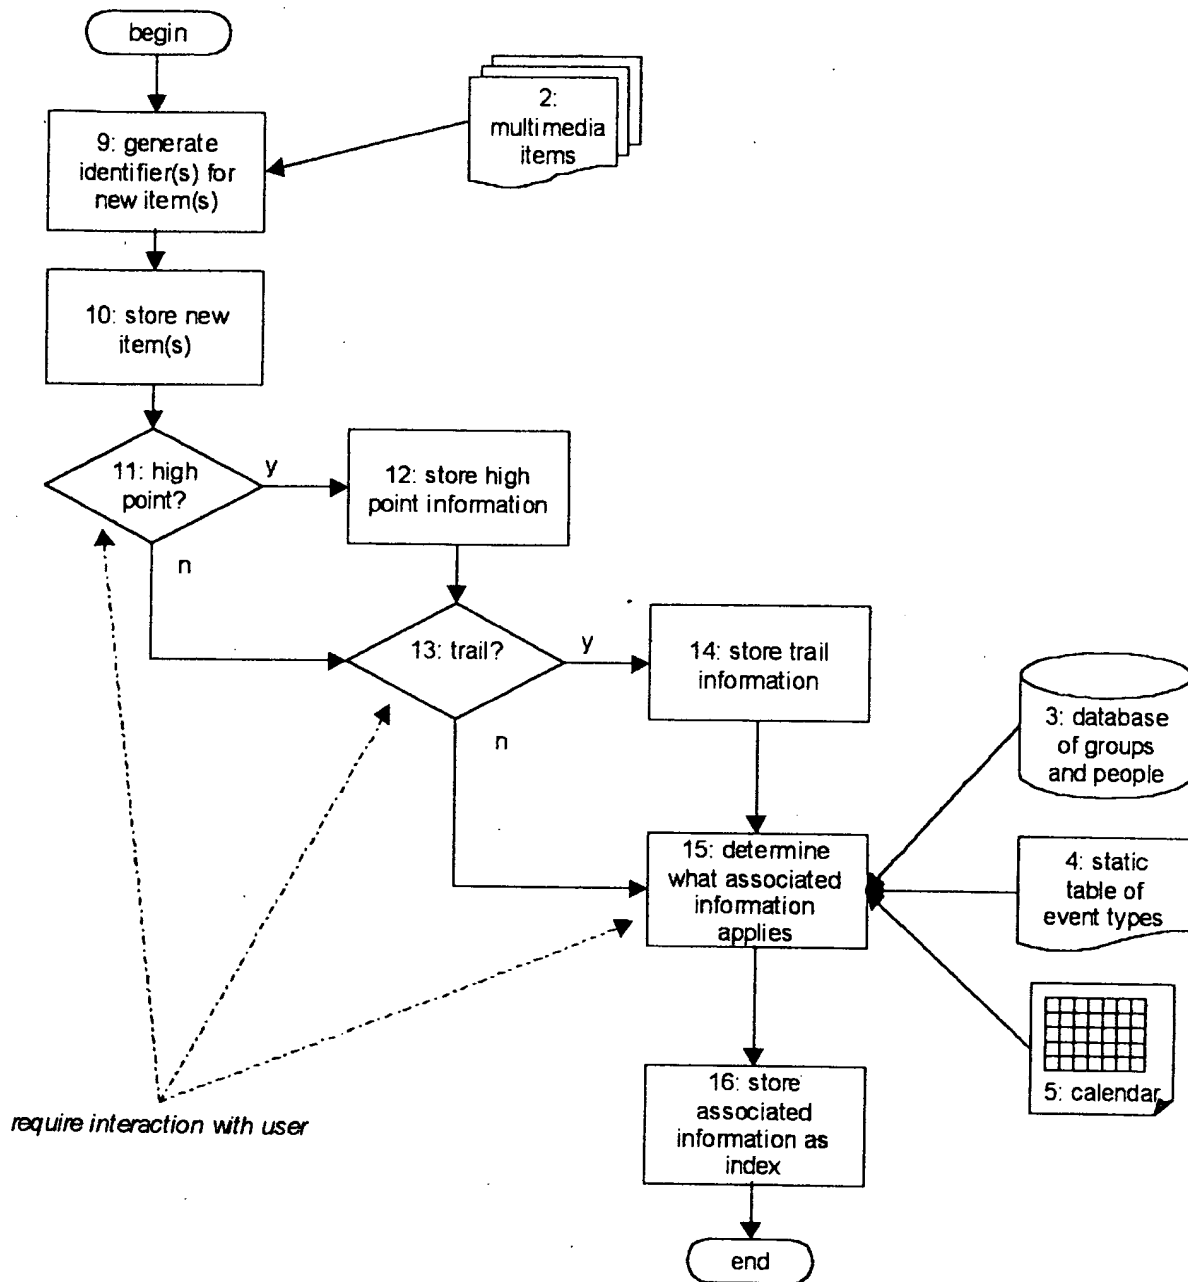 begin
2:
multimedia
items
9: generate
identifier(s) for
new item(s)
10: store new
item(s)
11: high
point?
y
n
12: store high
point information
13: trail?
y
n
14: store trail
information
3: database
of groups
and people
15: determine
what associated
information
applies
4: static
table of
event types
5: calendar
16: store
associated
information as
index
require interaction with user
end